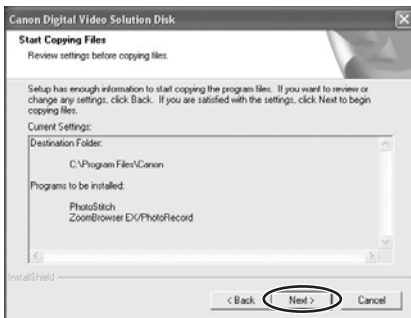 Canon Digital Video Solution Disk
Start Copying Files
Review settings before copying files.
Setup has enough information to start copying the program files. If you want to review or
change any settings, click Back. If you are satisfied with the settings, click Next to begin
copying files.
Current Settings:
Destination Folder:
C:\Program Files\Canon
Programs to be installed:
PhotoStitch
ZoomBrowser EX/PhotoRecord
InstallShield
< Back
Next >
Cancel